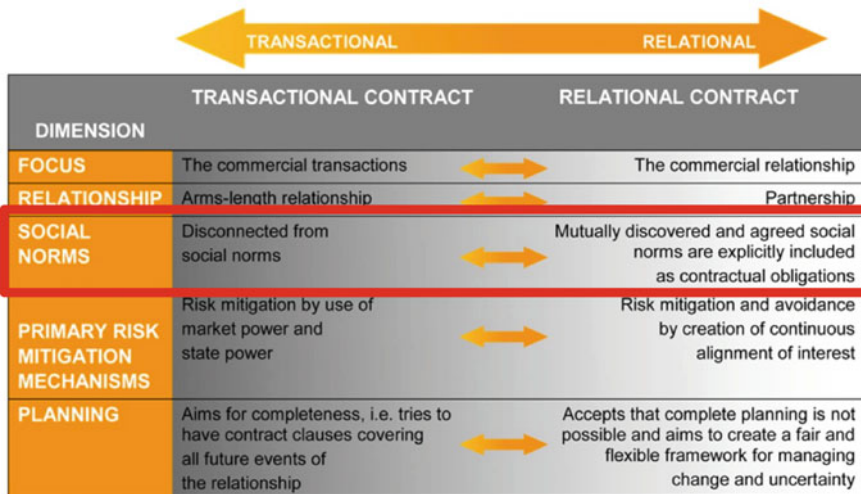 TRANSACTIONAL RELATIONAL
TRANSACTIONAL CONTRACT RELATIONAL CONTRACT
DIMENSION
FOCUS The commercial transactions The commercial relationship
RELATIONSHIP Arms-length relationship Partnership
SOCIAL NORMS
Disconnected from
social norms
Mutually discovered and agreed social
norms are explicitly included
as contractual obligations
PRIMARY RISK
MITIGATION
MECHANISMS
Risk mitigation by use of
market power and
state power
Risk mitigation and avoidance
by creation of continuous
alignment of interest
PLANNING
Aims for completeness, i.e. tries to
have contract clauses covering
all future events of
the relationship
Accepts that complete planning is not
possible and aims to create a fair and
flexible framework for managing
change and uncertainty